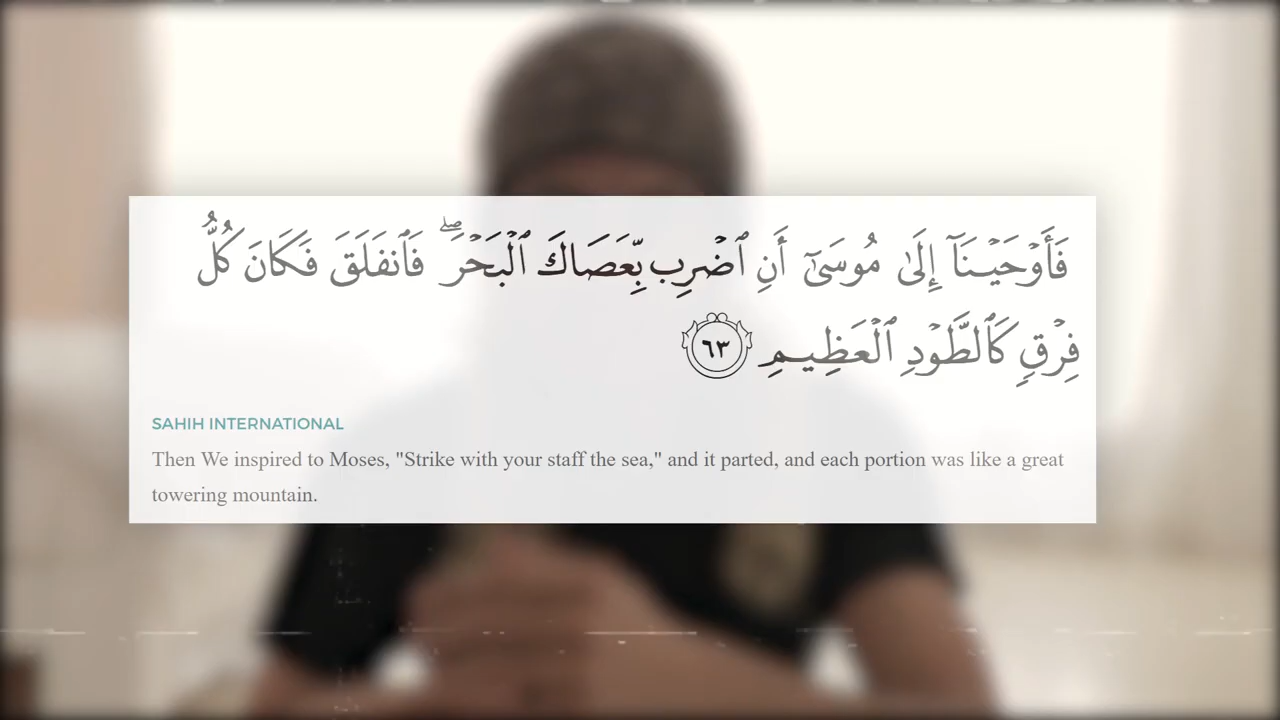 فَأَوْحَيْنَآ إِلَىٰ مُوسَىٰٓ أَنِ ٱضْرِب بِّعَصَاكَ ٱلْبَحْرَ ۖ فَٱنفَلَقَ فَكَانَ كُلُّ
فِرْقٍ كَٱلطَّوْدِ ٱلْعَظِيمِ ٦٣
SAHIH INTERNATIONAL
Then We inspired to Moses, "Strike with your staff the sea," and it parted, and each portion was like a great
towering mountain.